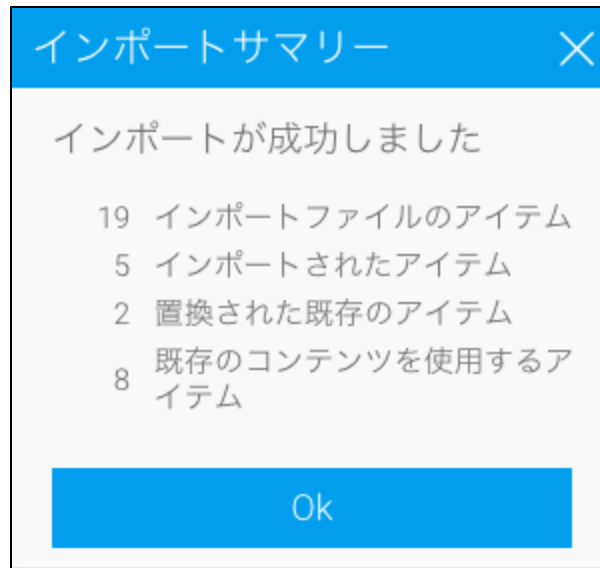 インポートサマリー
インポートが成功しました
19 インポートファイルのアイテム
5 インポートされたアイテム
2 置換された既存のアイテム
8 既存のコンテンツを使用するア
イテム
Ok